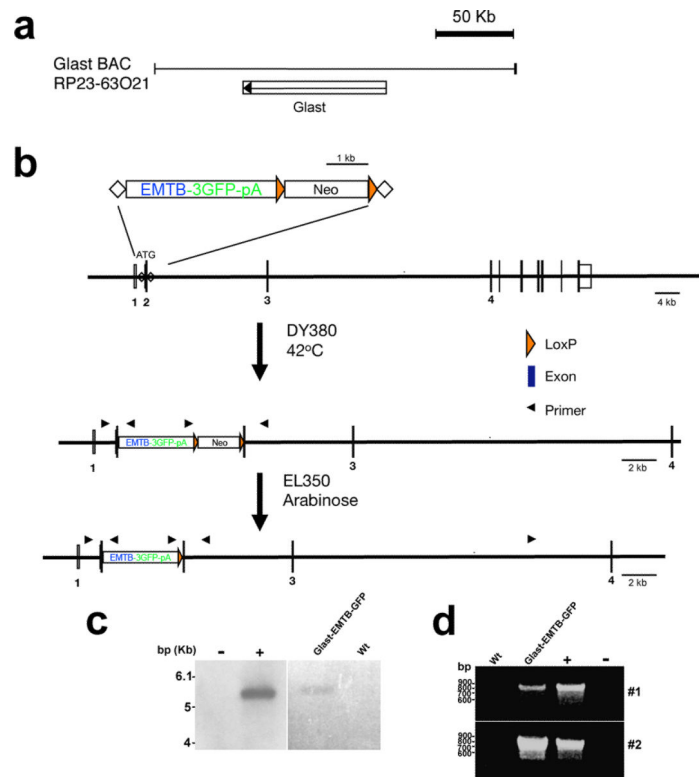 a
50 Kb
Glast BAC
RP23-63O21
Glast
b
1 kb
EMTB-3GFP-pA
Neo
ATG
1 2 3 4
4 kb
DY380
42°C
LoxP
Exon
Primer
EMTB-3GFP-pA Neo
1 3 4
2 kb
EL350
Arabinose
EMTB-3GFP-pA
1 3 4
2 kb
c
bp (Kb) - + Glast-EMTB-GFP Wt
6.1-
5-
4-
d
bp Wt Glast-EMTB-GFP + -
900
800
700
600
#1
900
800
700
600
#2